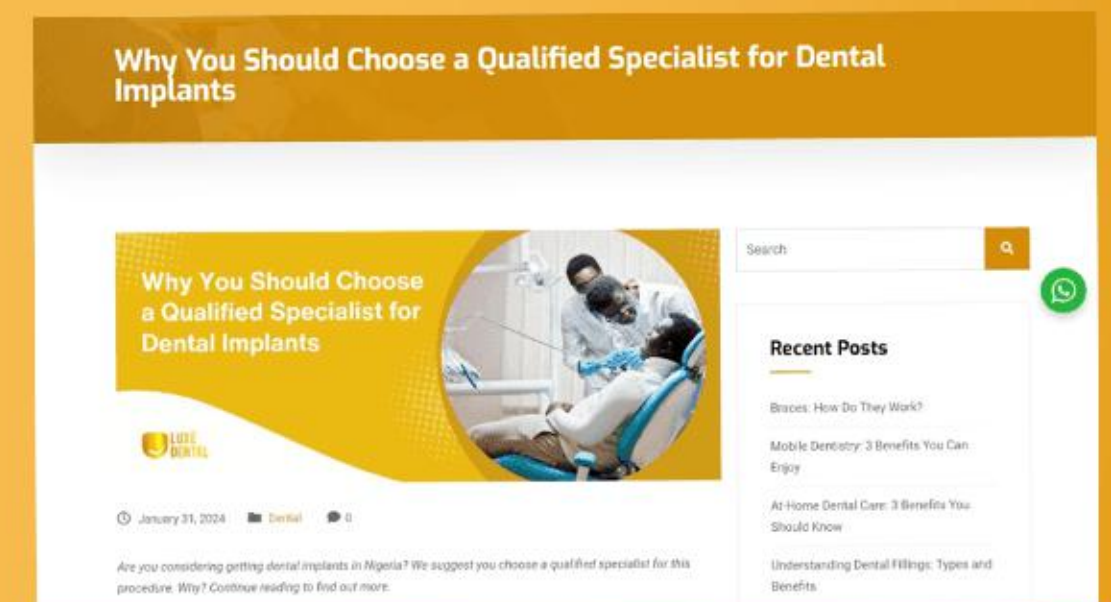 Why You Should Choose a Qualified Specialist for Dental
Implants
Why You Should Choose
a Qualified Specialist for
Dental Implants
LUXE
DENTAL
January 31, 2024
Dental
0
Are you considering getting dental implants in Nigeria? We suggest you choose a qualified specialist for this
procedure. Why? Continue reading to find out more.
Search
Recent Posts
Braces: How Do They Work?
Mobile Dentistry: 3 Benefits You Can
Enjoy
At-Home Dental Care: 3 Benefits You
Should Know
Understanding Dental Fillings: Types and
Benefits